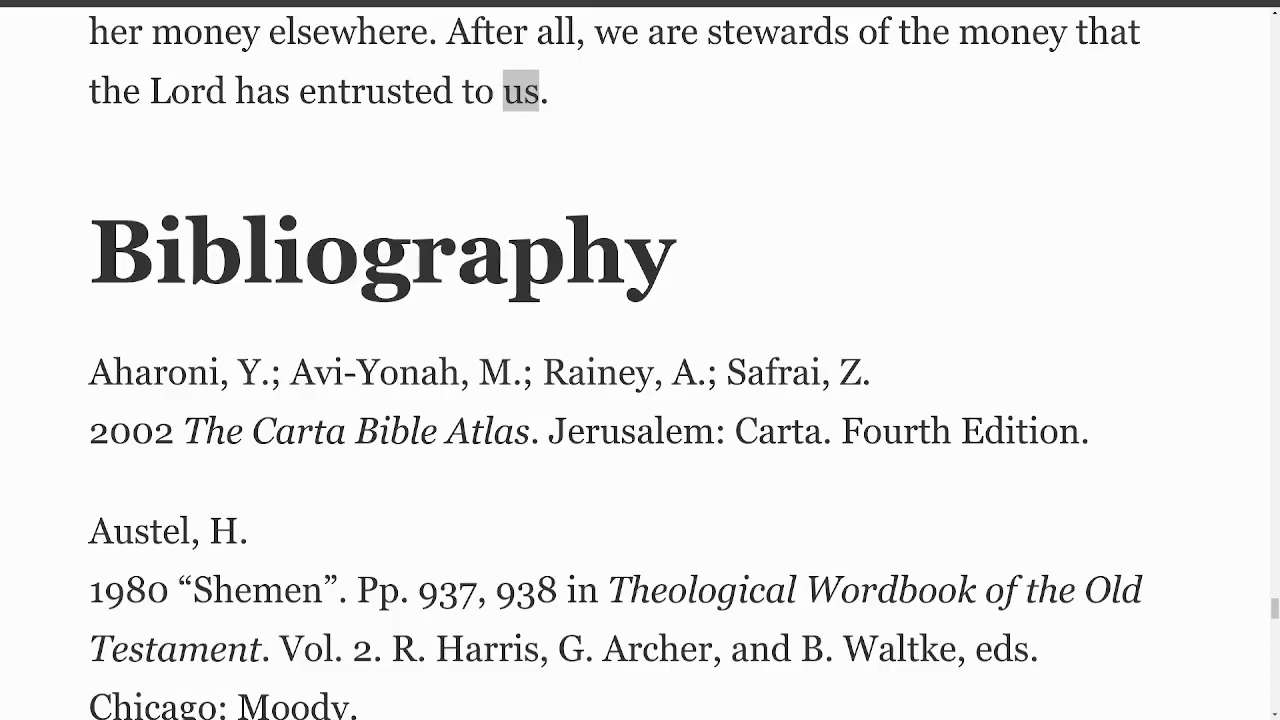 her money elsewhere. After all, we are stewards of the money that
the Lord has entrusted to us.
Bibliography
Aharoni, Y.; Avi-Yonah, M.; Rainey, A.; Safrai, Z.
2002 The Carta Bible Atlas. Jerusalem: Carta. Fourth Edition.
Austel, H.
1980 “Shemen”. Pp. 937, 938 in Theological Wordbook of the Old
Testament. Vol. 2. R. Harris, G. Archer, and B. Waltke, eds.
Chicago: Moody.